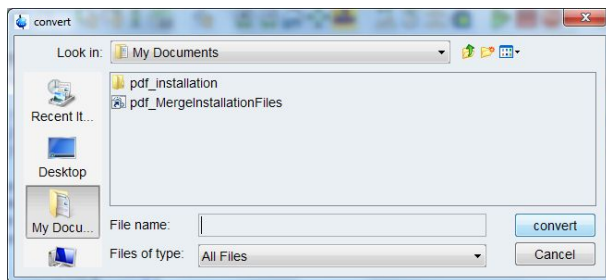 convert
Look in:
My Documents
pdf_installation
pdf_MergeInstallationFiles
Recent It...
Desktop
My Docu...
File name:
convert
Files of type:
All Files
Cancel